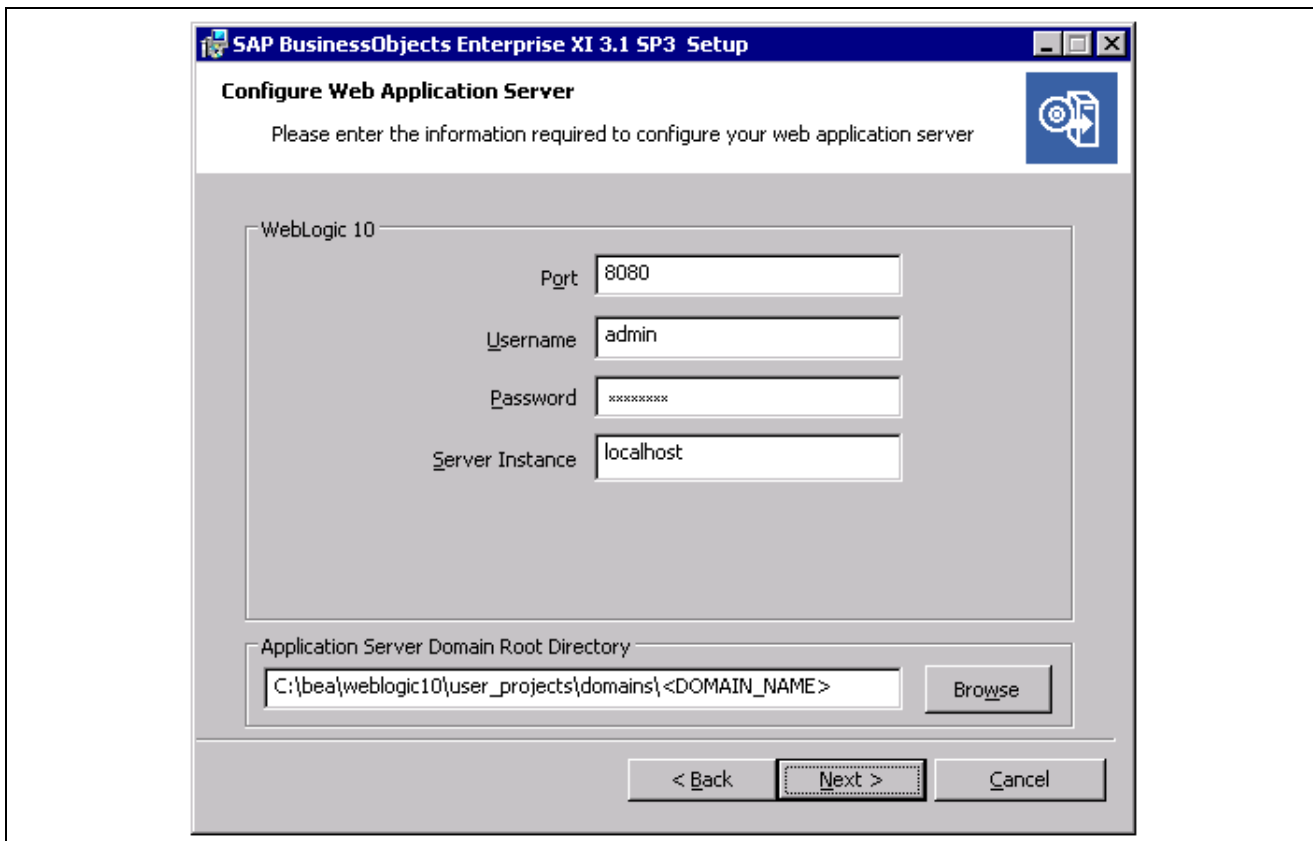 SAP BusinessObjects Enterprise XI 3.1 SP3 Setup
Configure Web Application Server
Please enter the information required to configure your web application server
WebLogic 10
Port 8080
Username admin
Password xxxxxxxx
Server Instance localhost
Application Server Domain Root Directory
C:\bea\weblogic10\user_projects\domains\<DOMAIN_NAME> Browse
< Back Next > Cancel